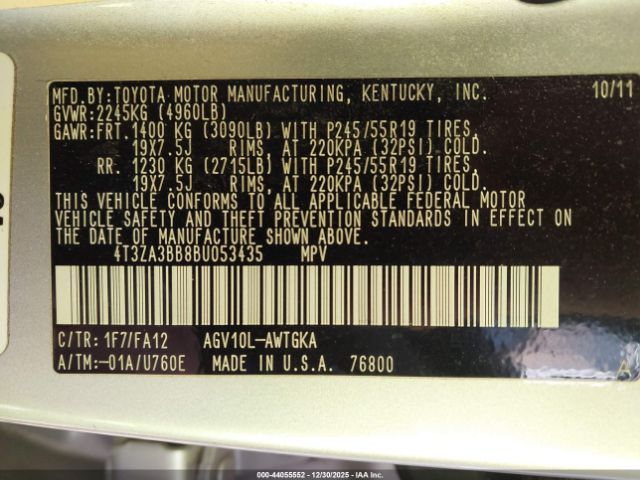 MFD.BY:TOYOTA MOTOR MANUFACTURING, KENTUCKY, INC. 10/11
GVWR:2245KG (4960LB)
GAWR:FRT.1400 KG (3090LB) WITH P245/55R19 TIRES,
19X7.5J RIMS, AT 220KPA (32PSI) COLD.
RR. 1230 KG (2715LB) WITH P245/55R19 TIRES,
19X7.5J RIMS, AT 220KPA (32PSI) COLD.
THIS VEHICLE CONFORMS TO ALL APPLICABLE FEDERAL MOTOR
VEHICLE SAFETY AND THEFT PREVENTION STANDARDS IN EFFECT ON
THE DATE OF MANUFACTURE SHOWN ABOVE.
4T3ZA3BB8BU053435 MPV
C/TR: 1F7/FA12 AGV10L-AWTGKA
A/TM:-01A/U760E MADE IN U.S.A. 76800 A
© 000-44055552 - 12/30/2025 - IAA Inc.